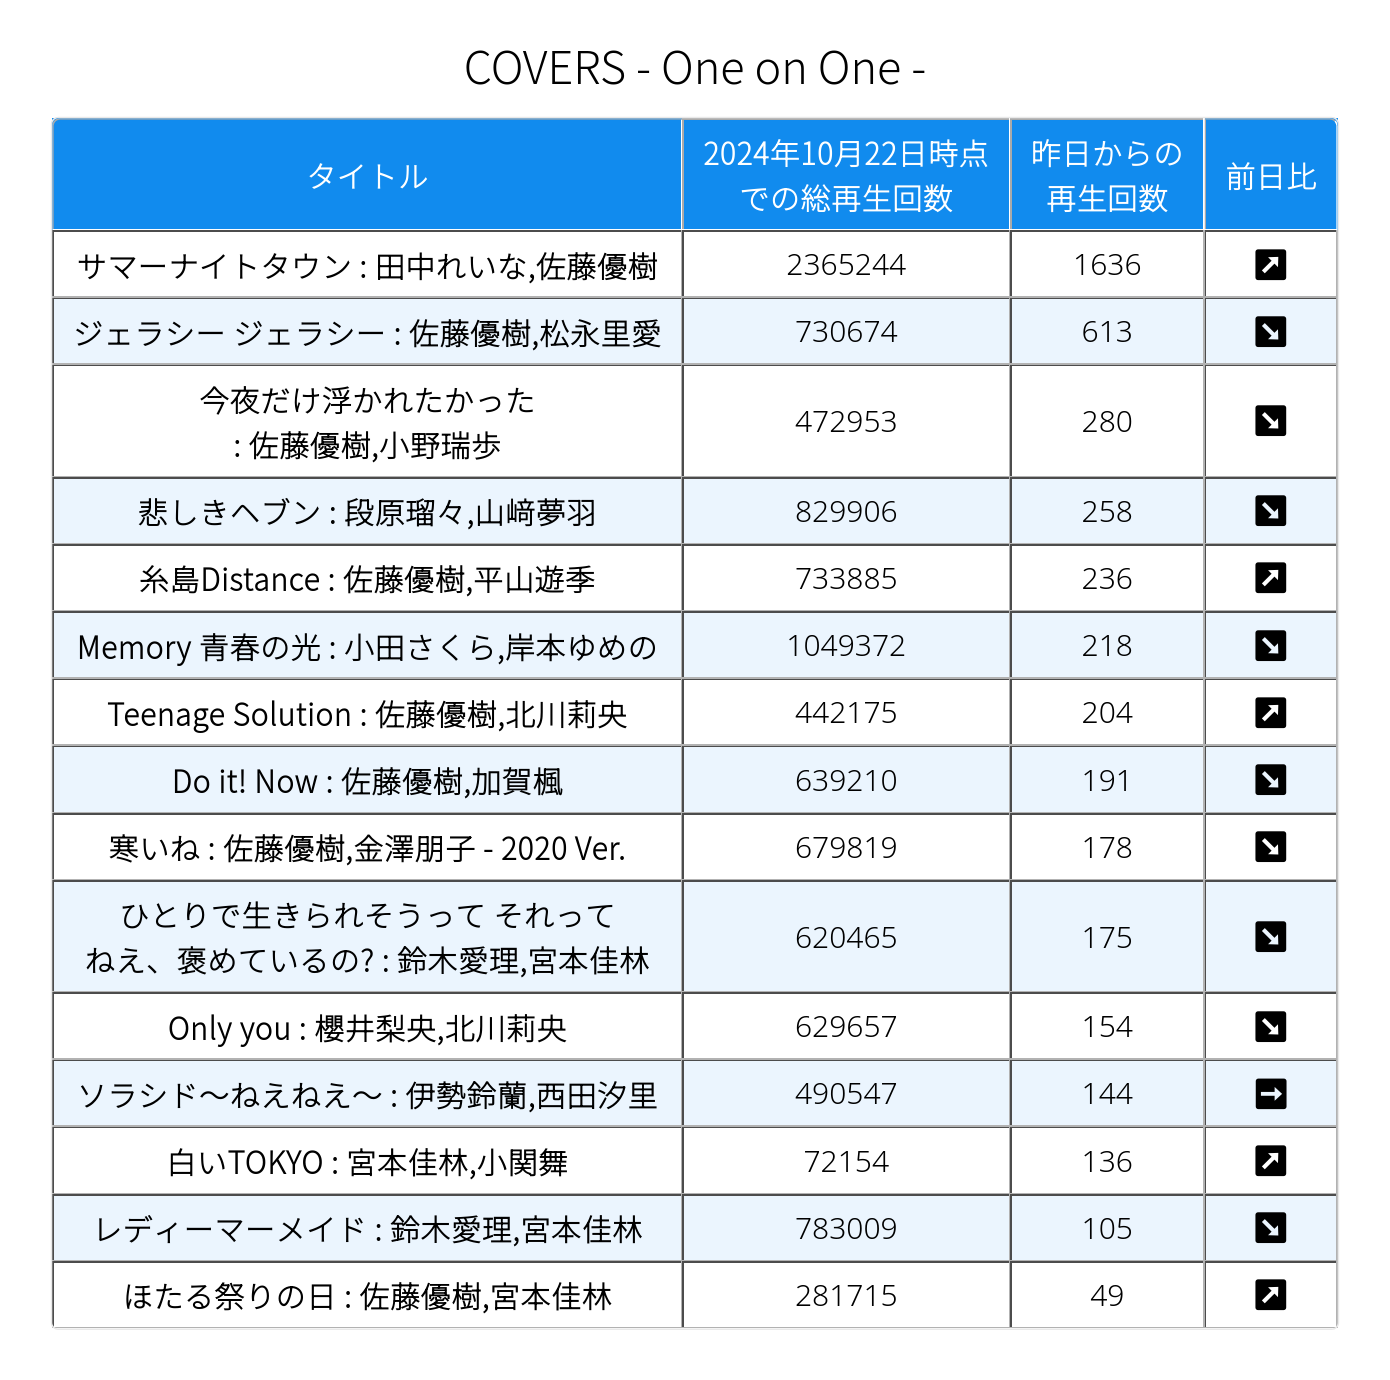 COVERS - One on One -
タイトル
2024年10月22日時点
での総再生回数
昨日からの
再生回数
前日比
サマーナイトタウン : 田中れいな,佐藤優樹 2365244 1636
ジェラシー ジェラシー : 佐藤優樹,松永里愛 730674 613
今夜だけ浮かれたかった
: 佐藤優樹,小野瑞歩 472953 280
悲しきヘブン : 段原瑠々,山﨑夢羽 829906 258
糸島Distance : 佐藤優樹,平山遊季 733885 236
Memory 青春の光 : 小田さくら,岸本ゆめの 1049372 218
Teenage Solution : 佐藤優樹,北川莉央 442175 204
Do it! Now : 佐藤優樹,加賀楓 639210 191
寒いね : 佐藤優樹,金澤朋子 - 2020 Ver. 679819 178
ひとりで生きられそうって それって
ねえ、褒めているの? : 鈴木愛理,宮本佳林 620465 175
Only you : 櫻井梨央,北川莉央 629657 154
ソラシド〜ねえねえ〜 : 伊勢鈴蘭,西田汐里 490547 144
白いTOKYO : 宮本佳林,小関舞 72154 136
レディーマーメイド : 鈴木愛理,宮本佳林 783009 105
ほたる祭りの日 : 佐藤優樹,宮本佳林 281715 49